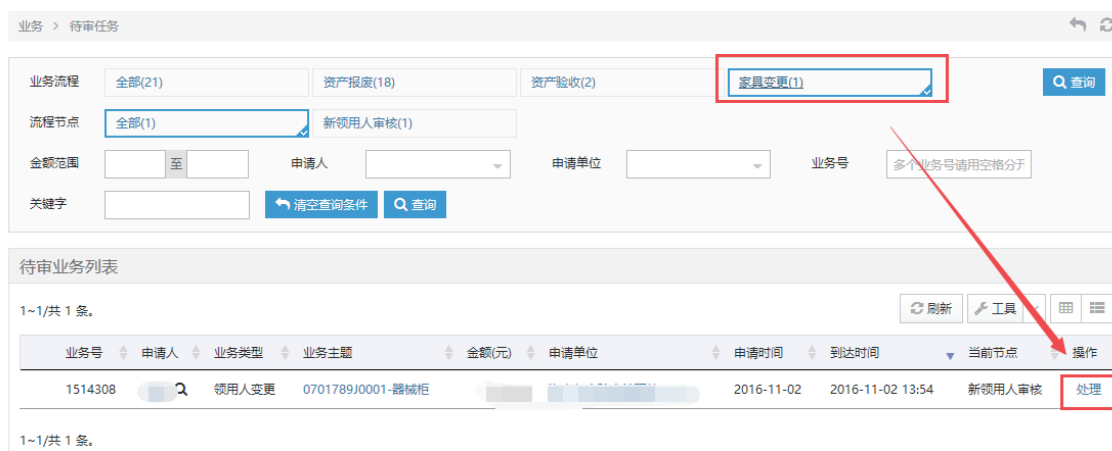 业务 > 待审任务
业务流程 全部(21) 资产报废(18) 资产验收(2) 家具变更(1) 查询
流程节点 全部(1) 新领用人审核(1)
金额范围 至 申请人 申请单位 业务号 多个业务号请用空格分开
关键字 清空查询条件 查询
待审业务列表
1~1/共 1 条。 刷新 工具
业务号 申请人 业务类型 业务主题 金额(元) 申请单位 申请时间 到达时间 当前节点 操作
1514308 领用人变更 0701789J0001-器械柜 2016-11-02 2016-11-02 13:54 新领用人审核 处理
1~1/共 1 条。